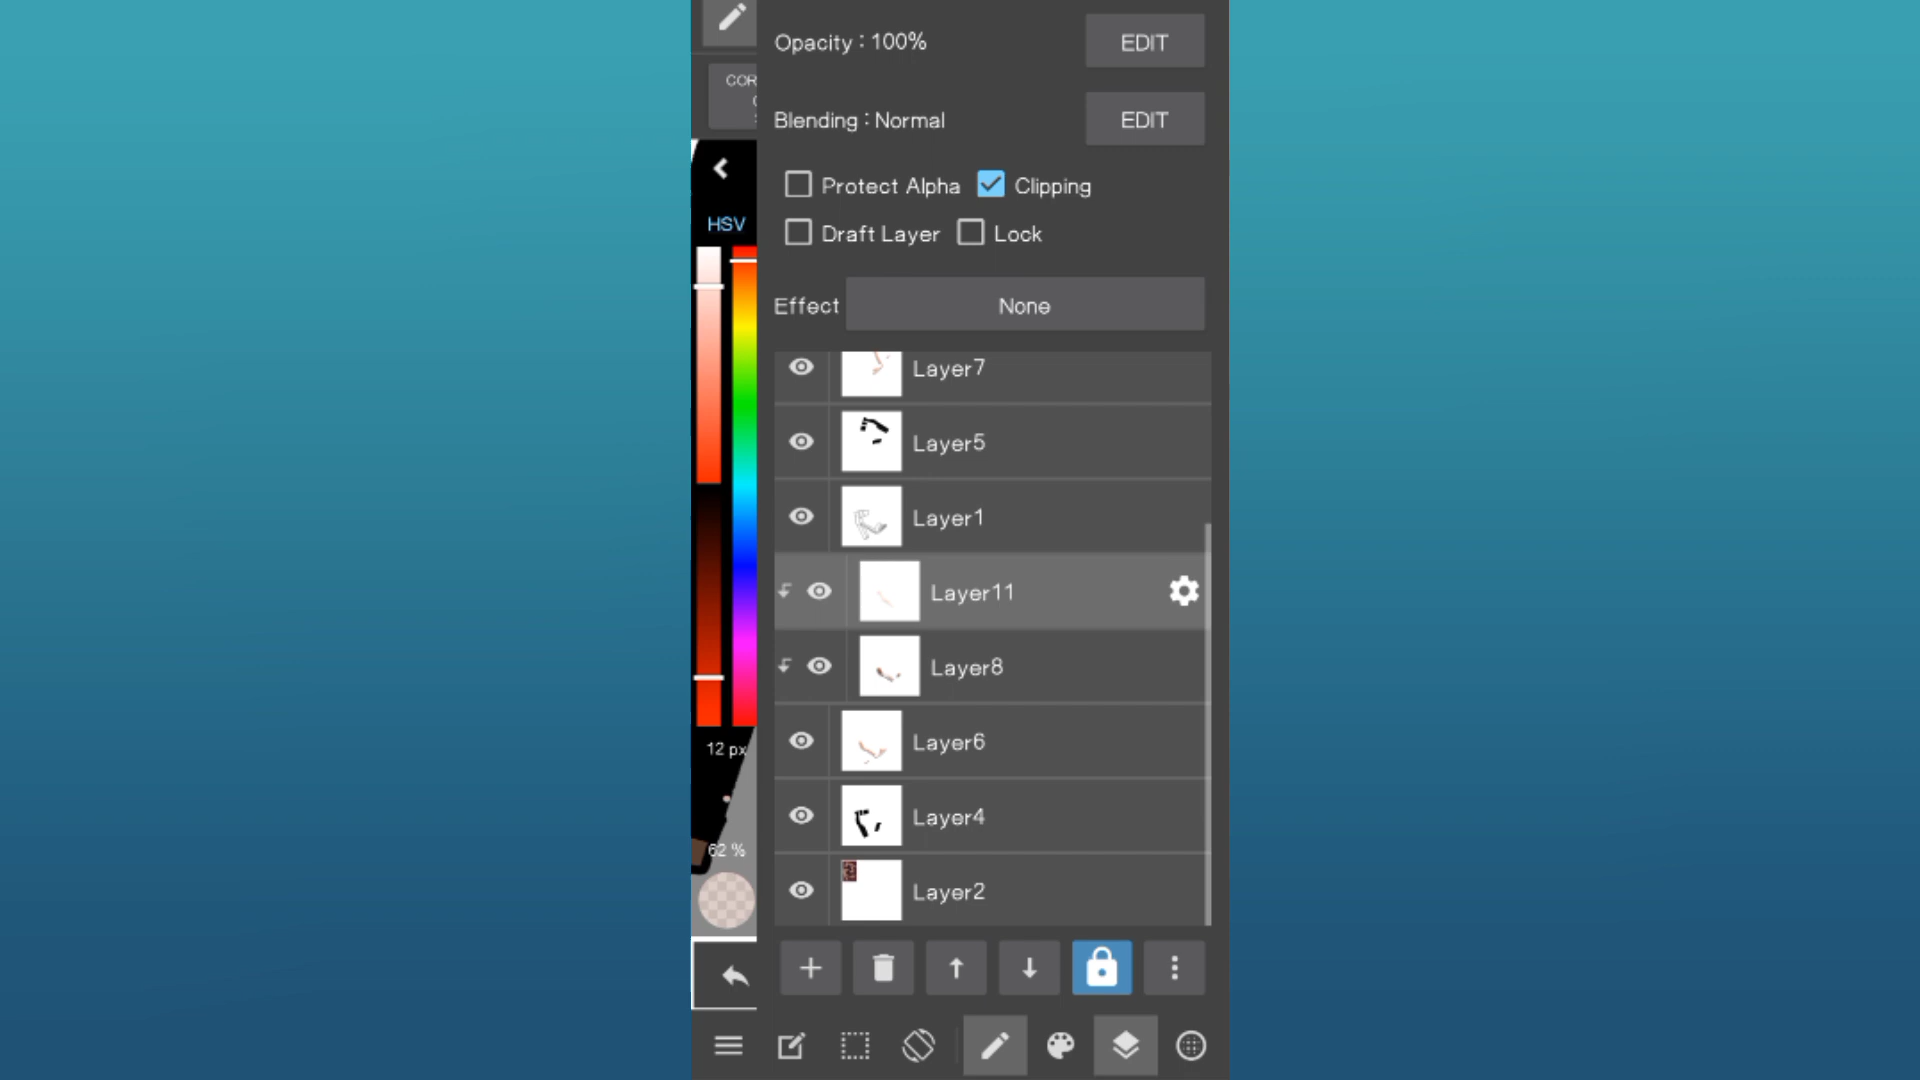 Opacity : 100%
EDIT
COR
Blending : Normal
EDIT
Protect Alpha
Clipping
HSV
Draft Layer
Lock
Effect
None
Layer7
Layer5
Layer1
Layer11
Layer8
Layer6
12 px
Layer4
62 %
Layer2